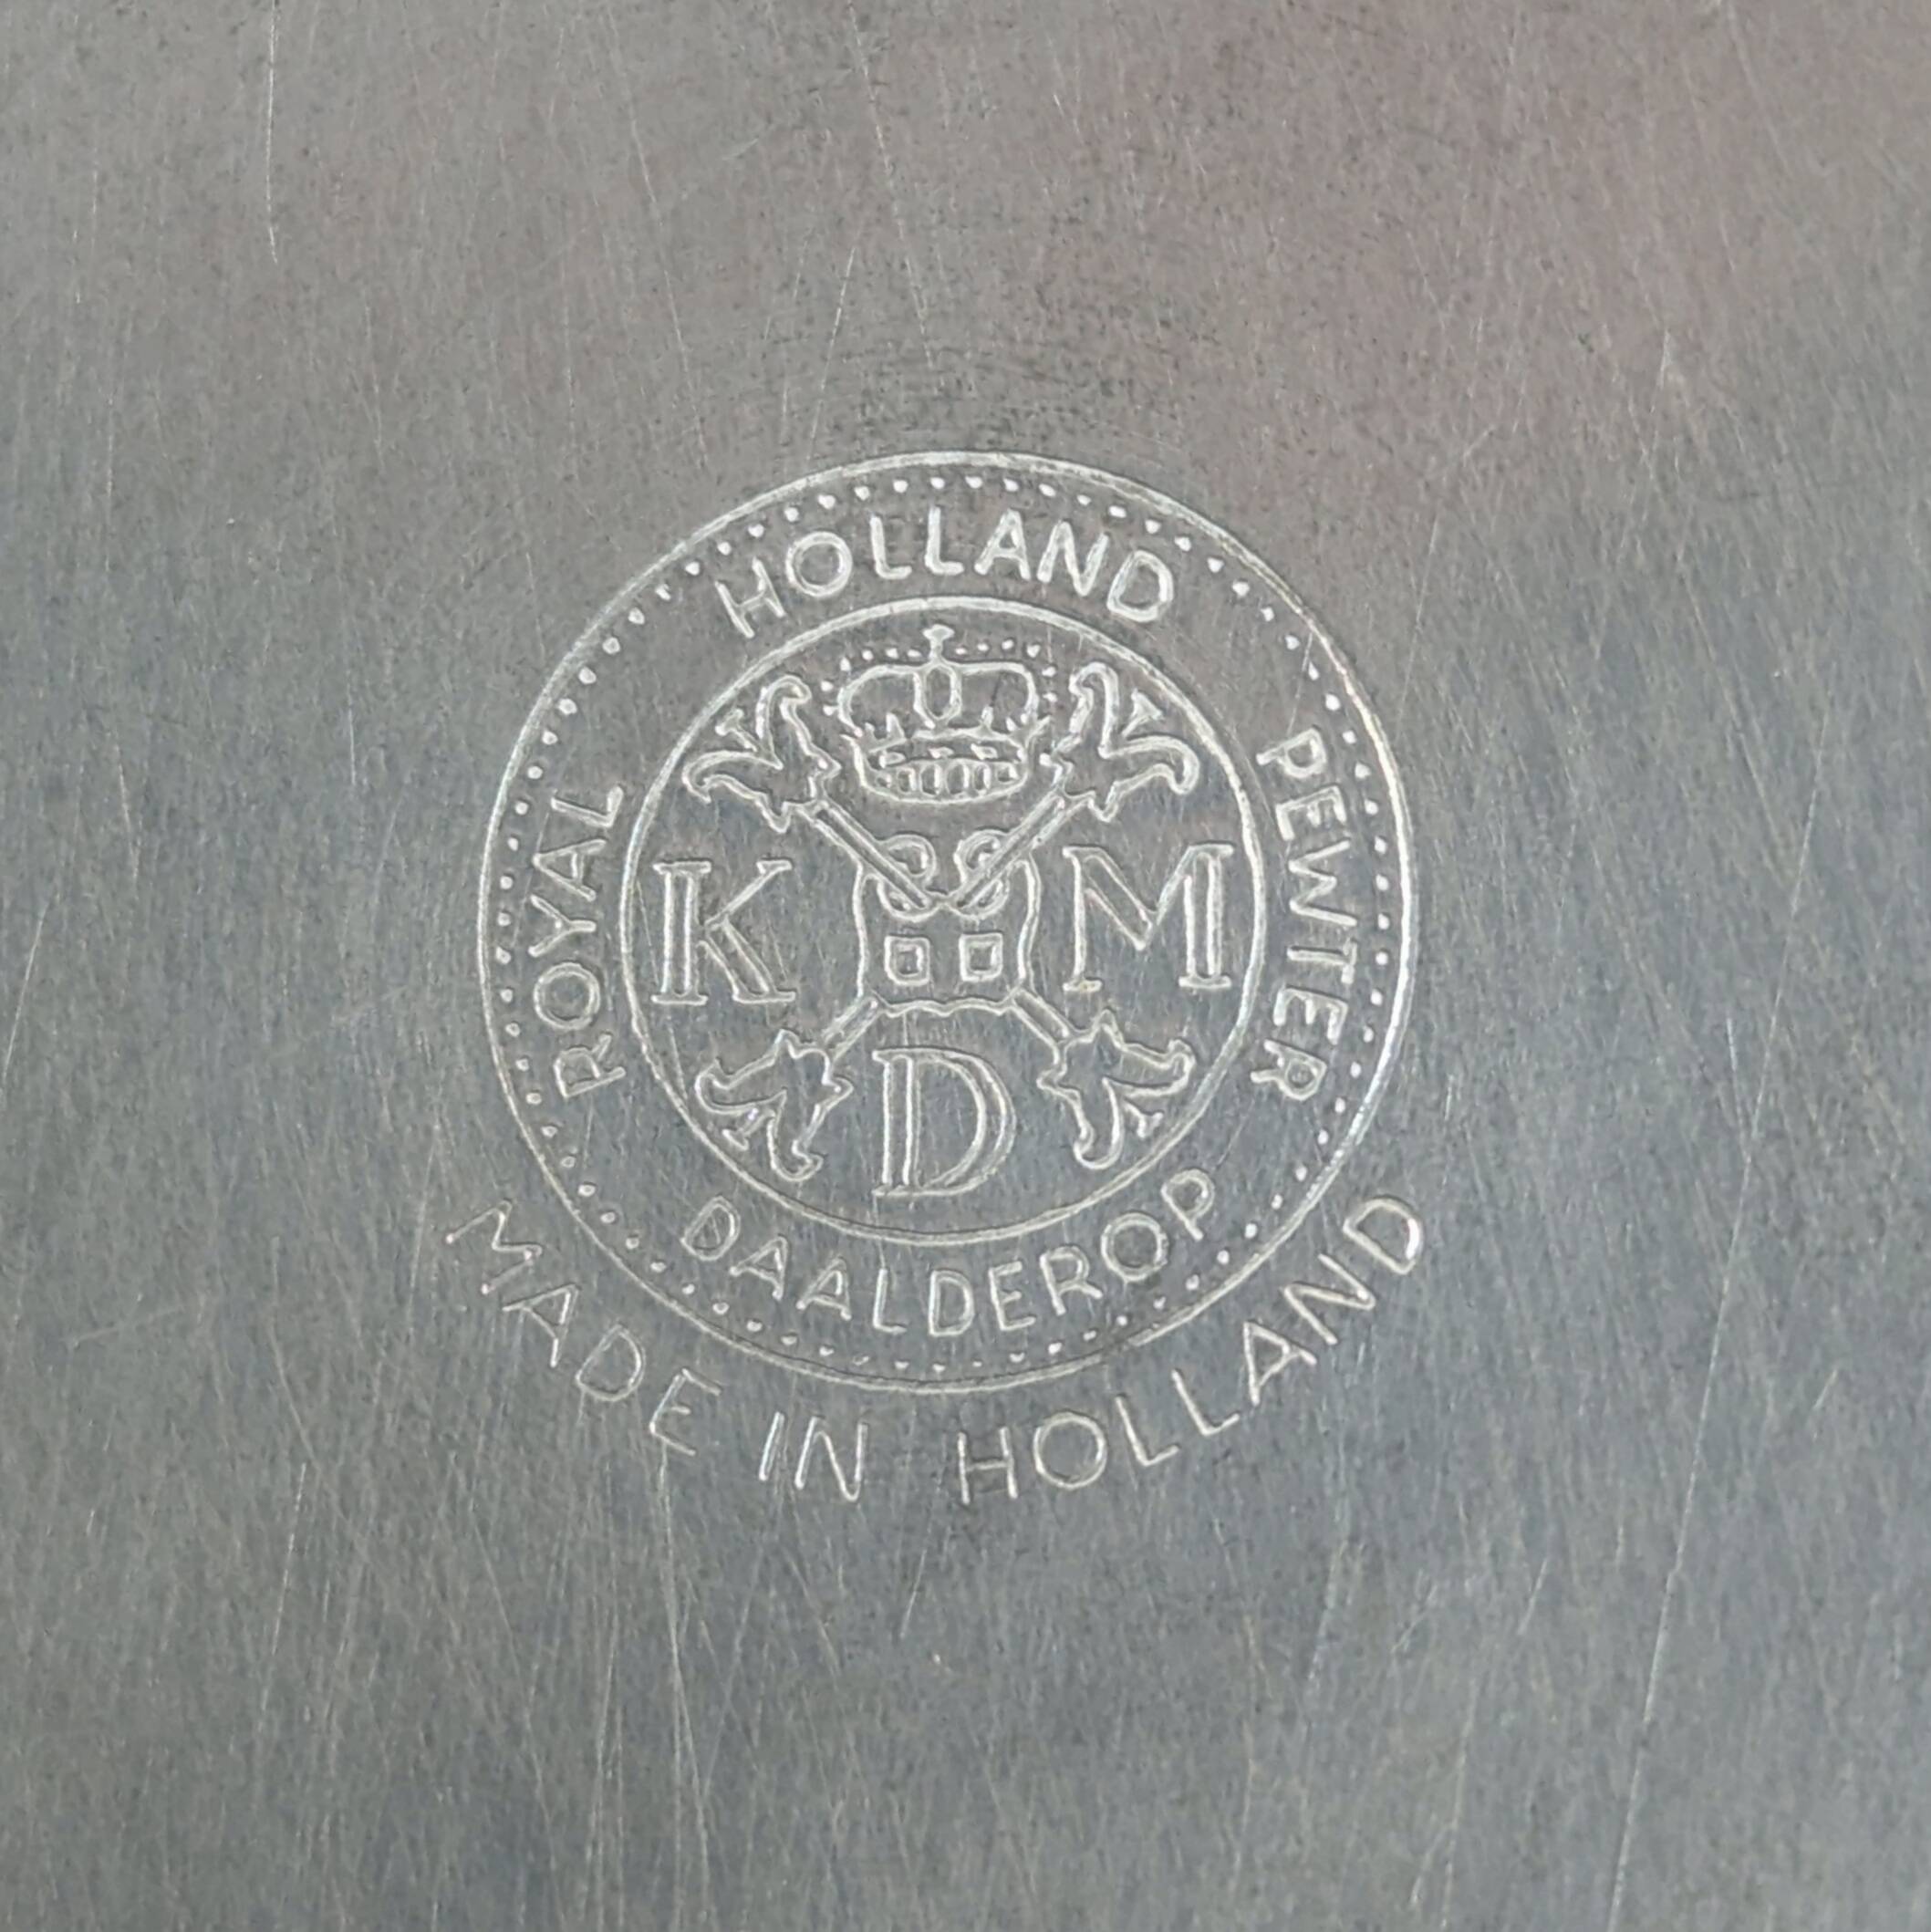 ROYAL HOLLAND PEWTER
DAALDEROP
K M
D
MADE IN HOLLAND